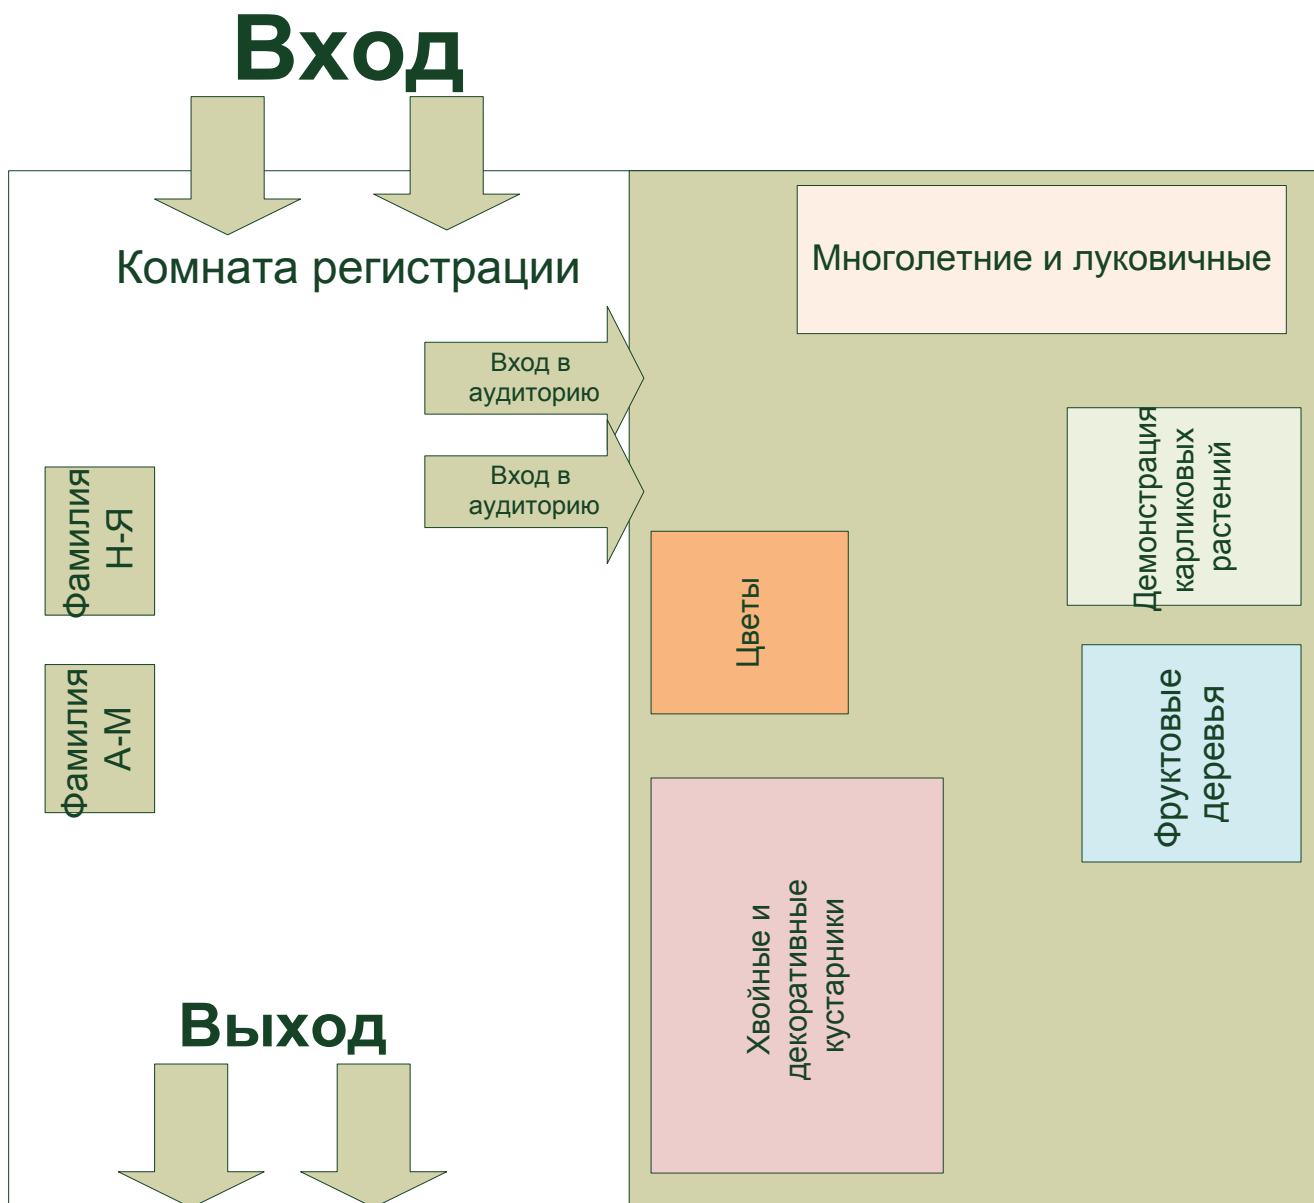 Вход
Комната регистрации
Многолетние и луковичные
Вход в
аудиторию
Вход в
аудиторию
Демонстрация
карликовых
растений
Фамилия
Н-Я
Цветы
Фамилия
А-М
Фруктовые
деревья
Хвойные и
декоративные
кустарники
Выход